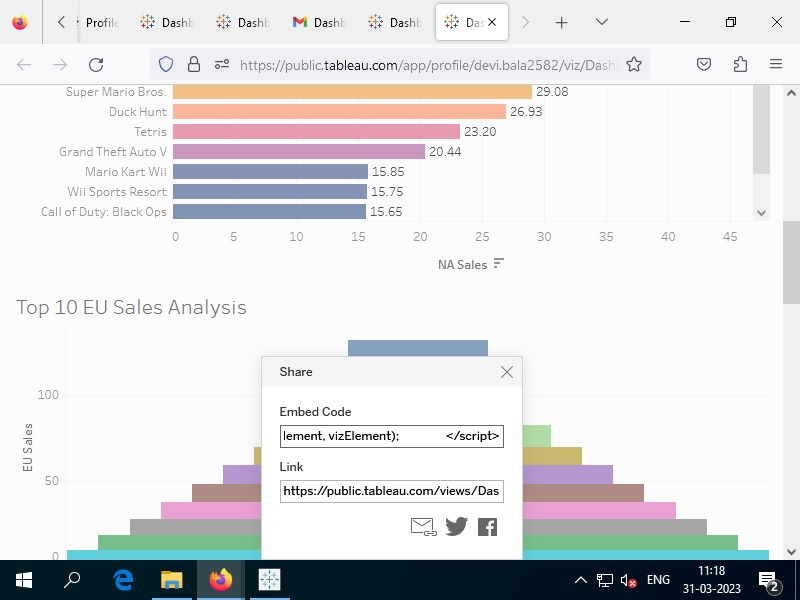 Profile
Dashb
Dashb
Dashb
Dashb
Das
https://public.tableau.com/app/profile/devi.bala2582/viz/Dash
Super Mario Bros. 29.08
Duck Hunt 26.93
Tetris 23.20
Grand Theft Auto V 20.44
Mario Kart Wii 15.85
Wii Sports Resort 15.75
Call of Duty: Black Ops 15.65
0 5 10 15 20 25 30 35 40 45
NA Sales
Top 10 EU Sales Analysis
100
50
0
EU Sales
Share
Embed Code
lement, vizElement); </script>
Link
https://public.tableau.com/views/Das
ENG
11:18
31-03-2023
2